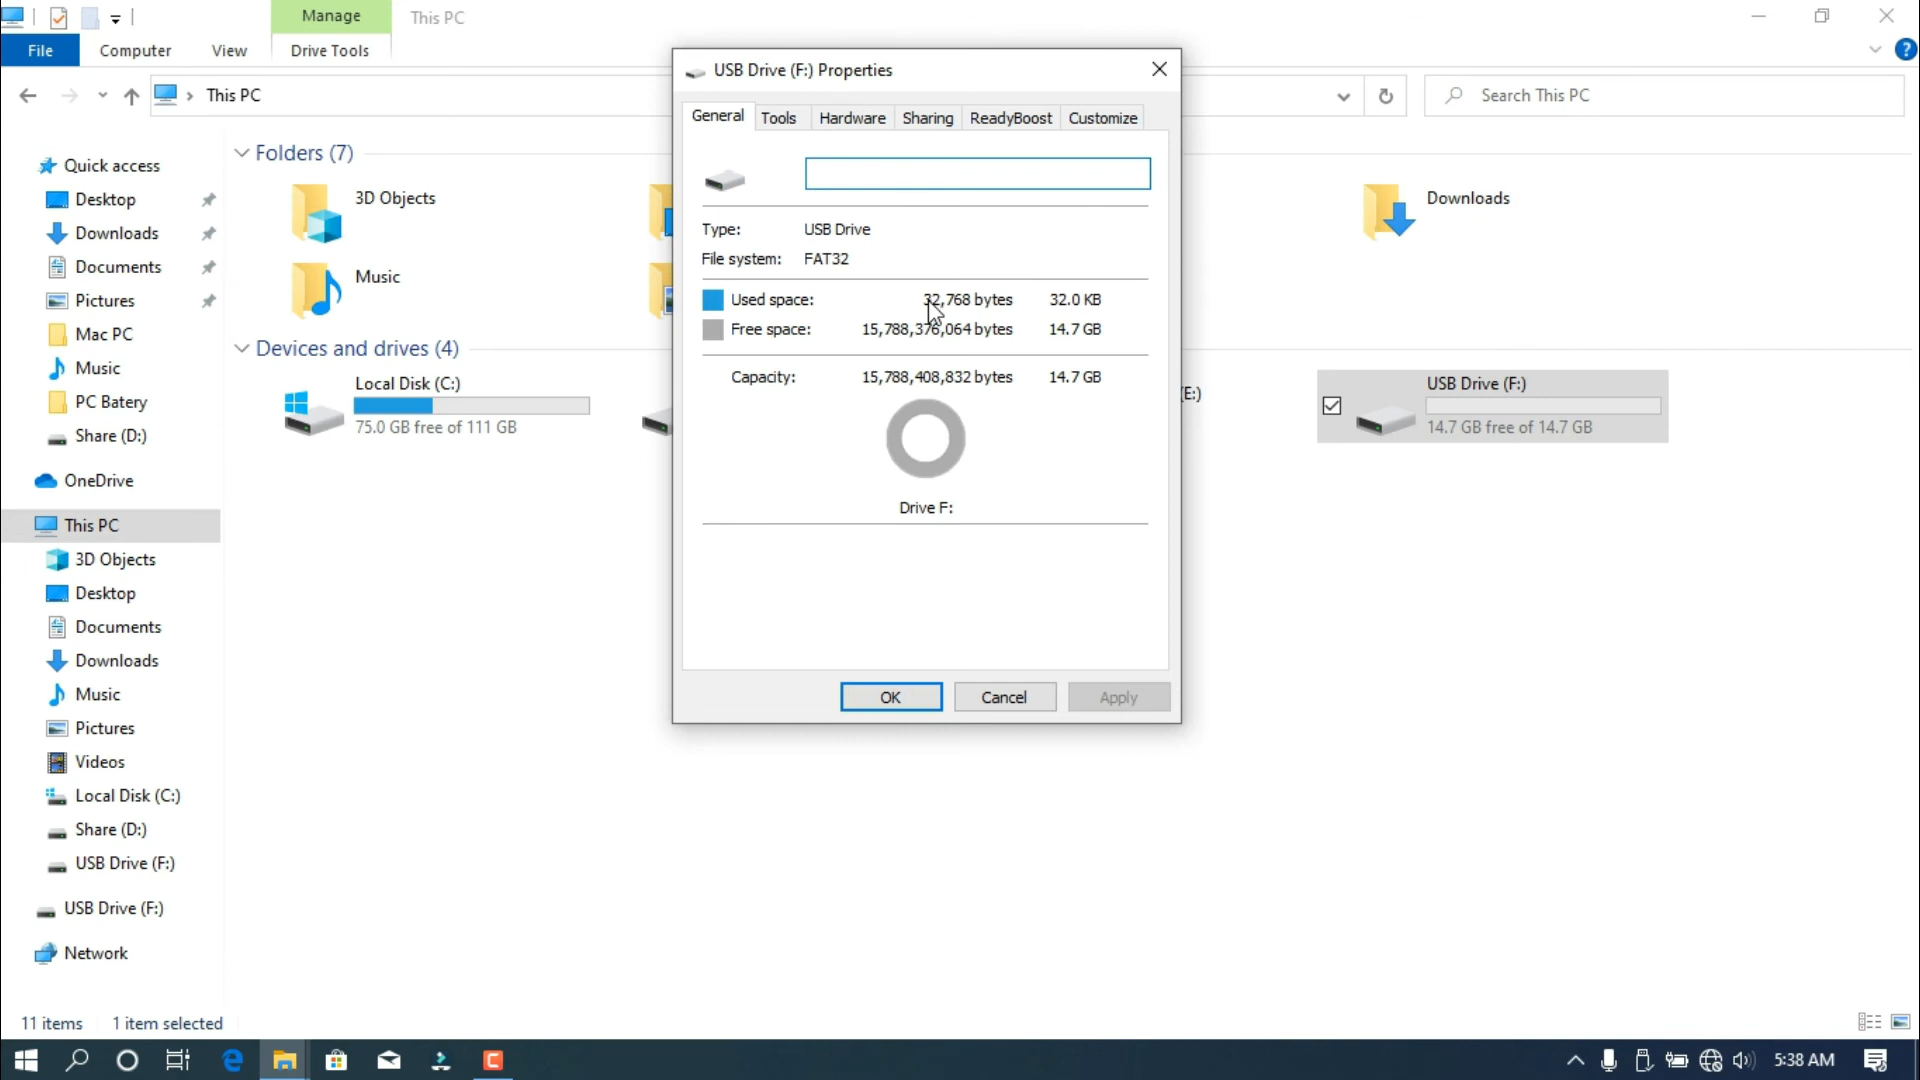 Manage
This PC
File
Computer
View
Drive Tools
This PC
Search This PC
USB Drive (F:) Properties
General
Tools
Hardware
Sharing
ReadyBoost
Customize
Type: USB Drive
File system: FAT32
Used space: 32,768 bytes 32.0 KB
Free space: 15,788,376,064 bytes 14.7 GB
Capacity: 15,788,408,832 bytes 14.7 GB
Drive F:
OK
Cancel
Apply
Quick access
Desktop
Downloads
Documents
Pictures
Mac PC
Music
PC Batery
Share (D:)
OneDrive
This PC
3D Objects
Desktop
Documents
Downloads
Music
Pictures
Videos
Local Disk (C:)
Share (D:)
USB Drive (F:)
USB Drive (F:)
Network
Folders (7)
3D Objects
Downloads
Music
Devices and drives (4)
Local Disk (C:)
75.0 GB free of 111 GB
(E:)
USB Drive (F:)
14.7 GB free of 14.7 GB
11 items
1 item selected
5:38 AM